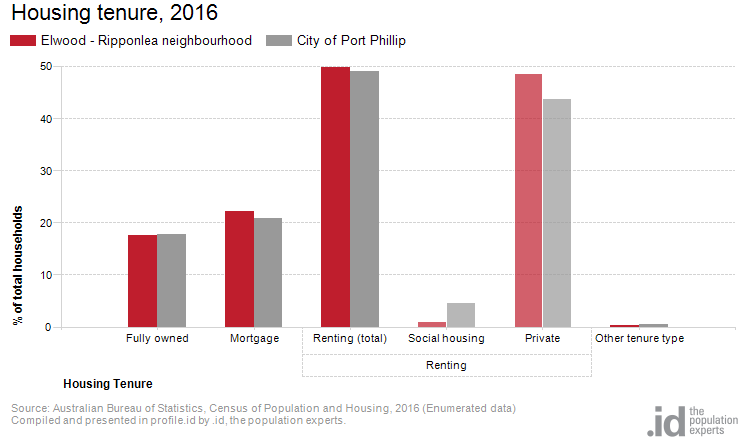 Housing tenure, 2016
Elwood - Ripponlea neighbourhood
City of Port Phillip
% of total households
50
40
30
20
10
0
Fully owned
Mortgage
Renting (total)
Social housing
Private
Other tenure type
Renting
Housing Tenure
Source: Australian Bureau of Statistics, Census of Population and Housing, 2016 (Enumerated data)
Compiled and presented in profile.id by .id, the population experts.
.id
the
population
experts